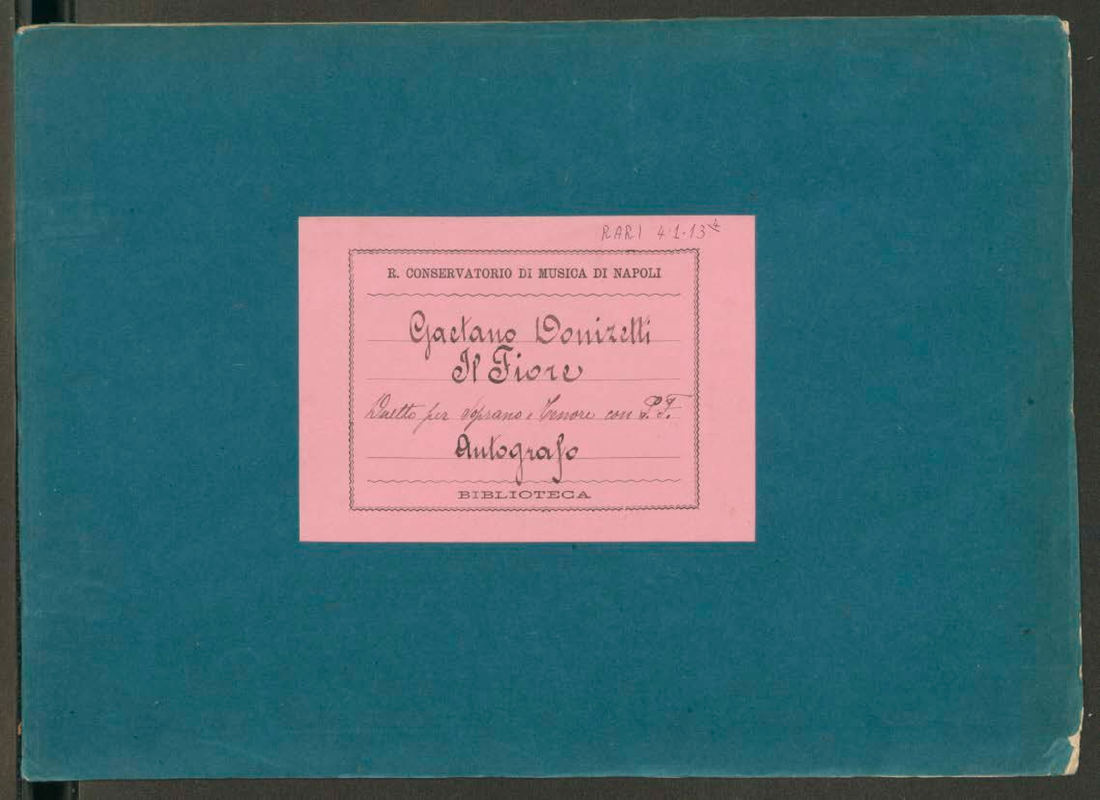 RARI 4.1.13
R. CONSERVATORIO DI MUSICA DI NAPOLI
Gaetano Donizetti
Il Fiore
Duetto per Soprano e Tenore con P.F.
Autografo
BIBLIOTECA